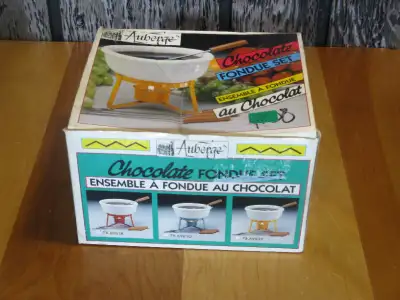 Auberge
Chocolate
FONDUE SET
ENSEMBLE À FONDUE
au Chocolat
Auberge
Chocolate FONDUE SET
ENSEMBLE À FONDUE AU CHOCOLAT